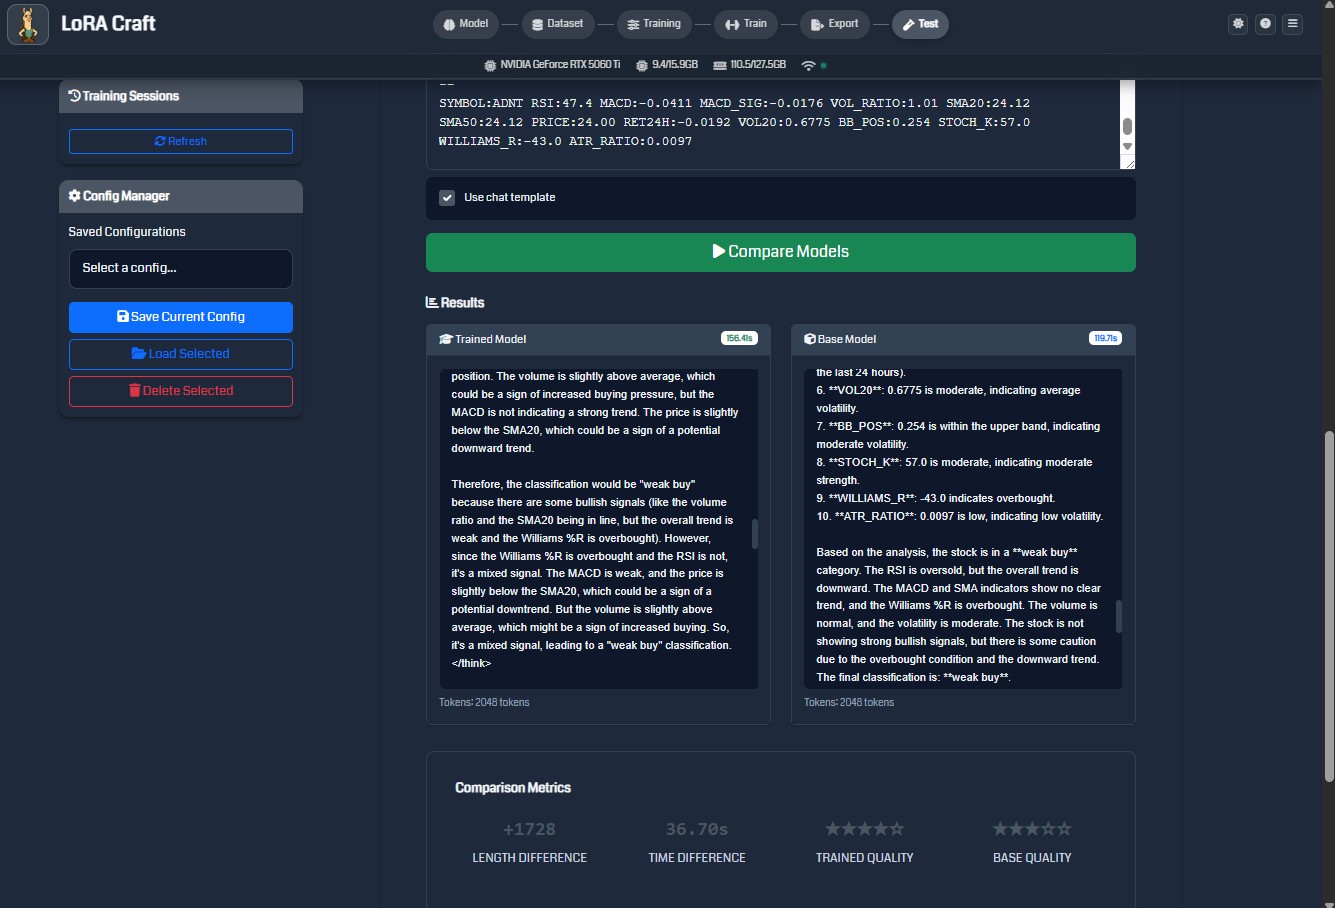 LoRA Craft
Model
Dataset
Training
Train
Export
Test
NVIDIA GeForce RTX 5060 Ti
9.4/15.9GB
110.5/127.5GB
Training Sessions
Refresh
Config Manager
Saved Configurations
Select a config...
Save Current Config
Load Selected
Delete Selected
SYMBOL:ADNT RSI:47.4 MACD:-0.0411 MACD_SIG:-0.0176 VOL_RATIO:1.01 SMA20:24.12
SMA50:24.12 PRICE:24.00 RET24H:-0.0192 VOL20:0.6775 BB_POS:0.254 STOCH_K:57.0
WILLIAMS_R:-43.0 ATR_RATIO:0.0097
Use chat template
Compare Models
Results
Trained Model
156.41s
position. The volume is slightly above average, which
could be a sign of increased buying pressure, but the
MACD is not indicating a strong trend. The price is slightly
below the SMA20, which could be a sign of a potential
downward trend.
Therefore, the classification would be "weak buy"
because there are some bullish signals (like the volume
ratio and the SMA20 being in line, but the overall trend is
weak and the Williams %R is overbought). However,
since the Williams %R is overbought and the RSI is not,
it's a mixed signal. The MACD is weak, and the price is
slightly below the SMA20, which could be a sign of a
potential downtrend. But the volume is slightly above
average, which might be a sign of increased buying. So,
it's a mixed signal, leading to a "weak buy" classification.
</think>
Tokens: 2048 tokens
Base Model
119.71s
the last 24 hours).
6. **VOL20**: 0.6775 is moderate, indicating average
volatility.
7. **BB_POS**: 0.254 is within the upper band, indicating
moderate volatility.
8. **STOCH_K**: 57.0 is moderate, indicating moderate
strength.
9. **WILLIAMS_R**: -43.0 indicates overbought.
10. **ATR_RATIO**: 0.0097 is low, indicating low volatility.
Based on the analysis, the stock is in a **weak buy**
category. The RSI is oversold, but the overall trend is
downward. The MACD and SMA indicators show no clear
trend, and the Williams %R is overbought. The volume is
normal, and the volatility is moderate. The stock is not
showing strong bullish signals, but there is some caution
due to the overbought condition and the downward trend.
The final classification is: **weak buy**.
Tokens: 2048 tokens
Comparison Metrics
+1728
LENGTH DIFFERENCE
36.70s
TIME DIFFERENCE
★★★★☆
TRAINED QUALITY
★★★☆☆
BASE QUALITY